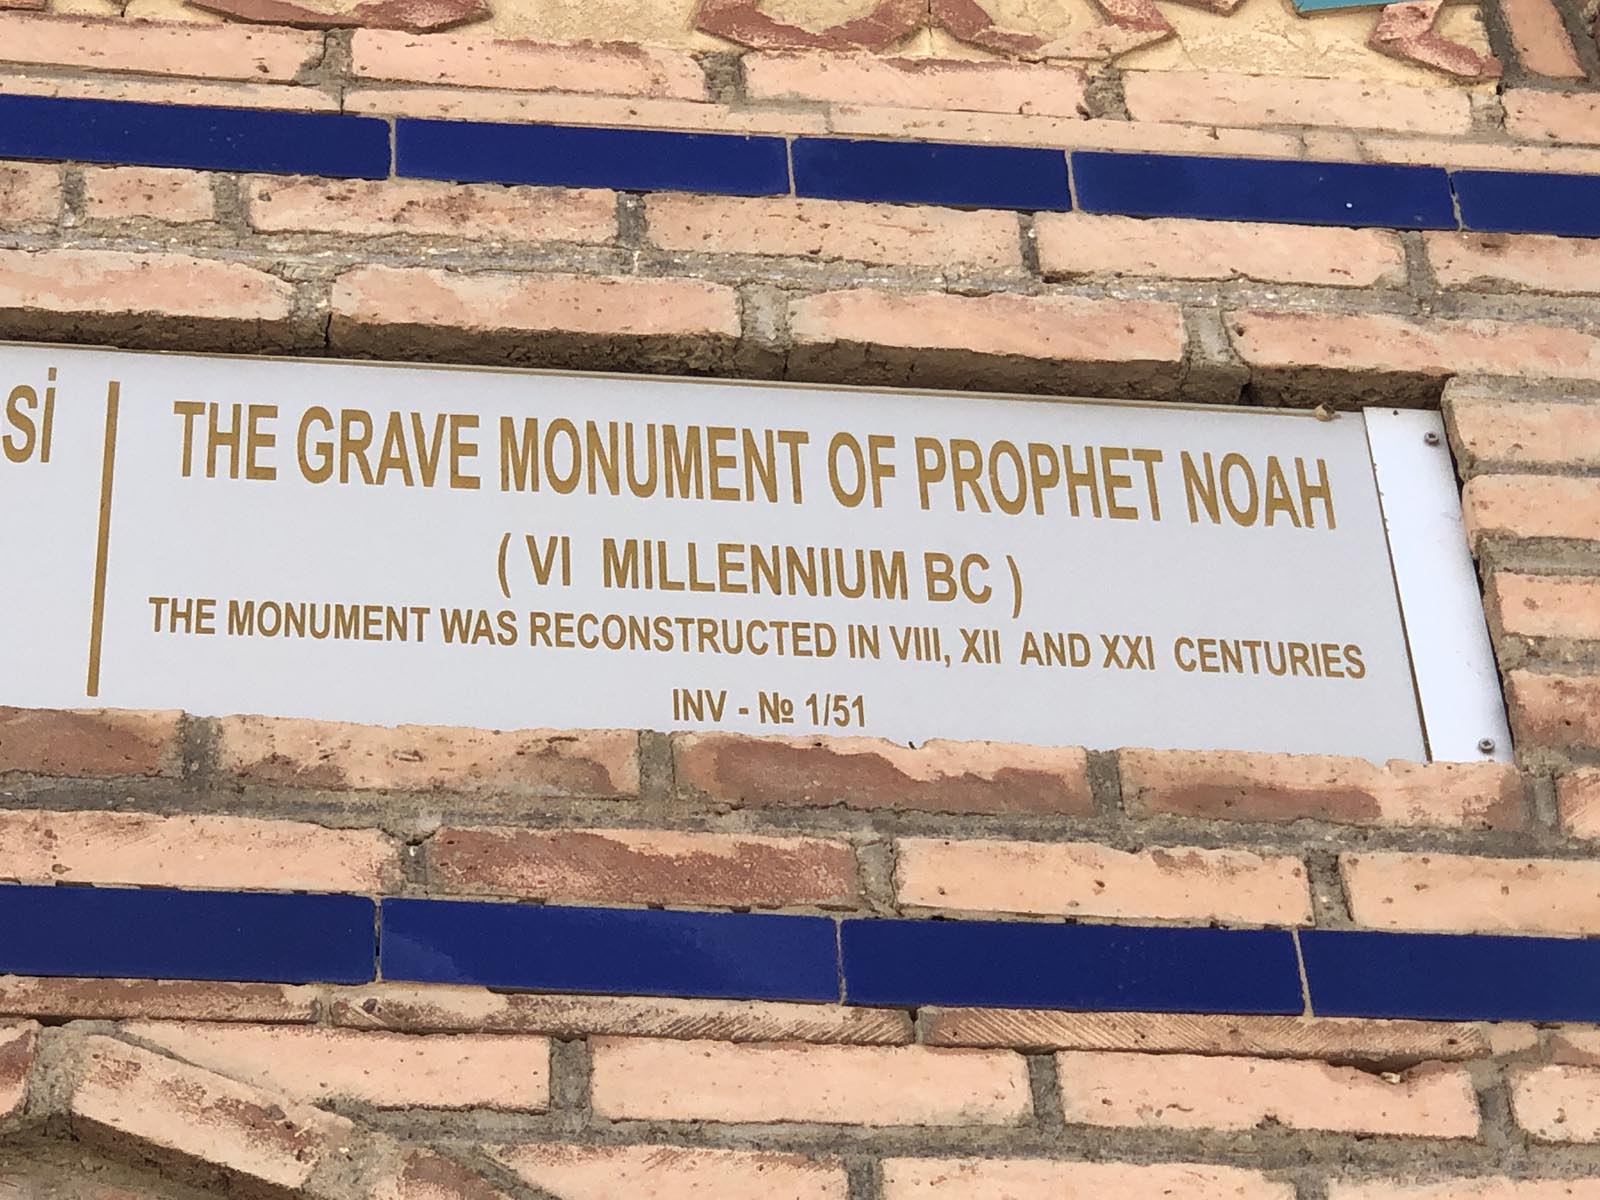 Sİ
THE GRAVE MONUMENT OF PROPHET NOAH
( VI MILLENNIUM BC )
THE MONUMENT WAS RECONSTRUCTED IN VIII, XII AND XXI CENTURIES
INV - № 1/51